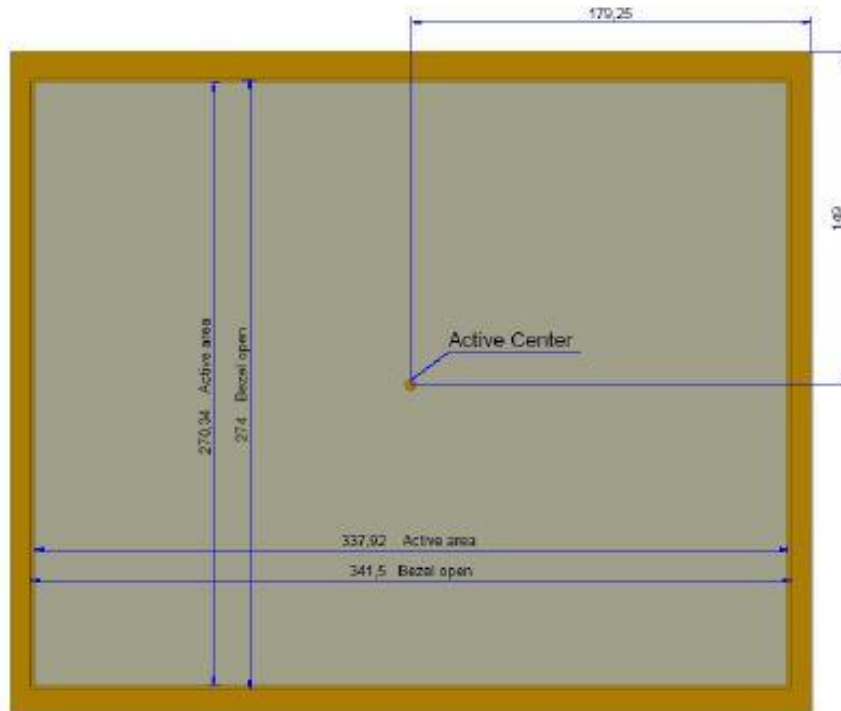 179,25
149
Active Center
270,34 Active area
274 Bezel open
337,92 Active area
341,5 Bezel open